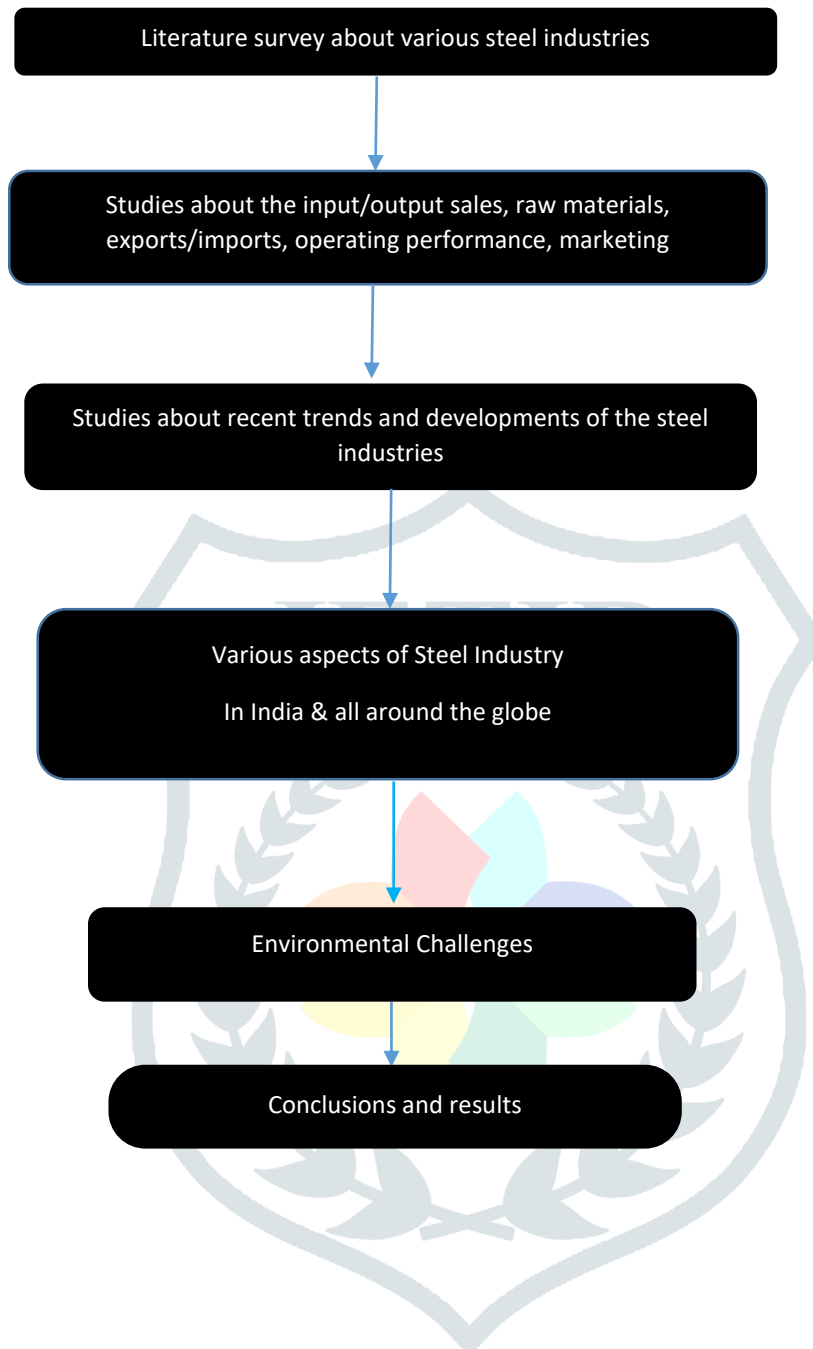 Literature survey about various steel industries
Studies about the input/output sales, raw materials,
exports/imports, operating performance, marketing
Studies about recent trends and developments of the steel
industries
Various aspects of Steel Industry
In India & all around the globe
Environmental Challenges
Conclusions and results